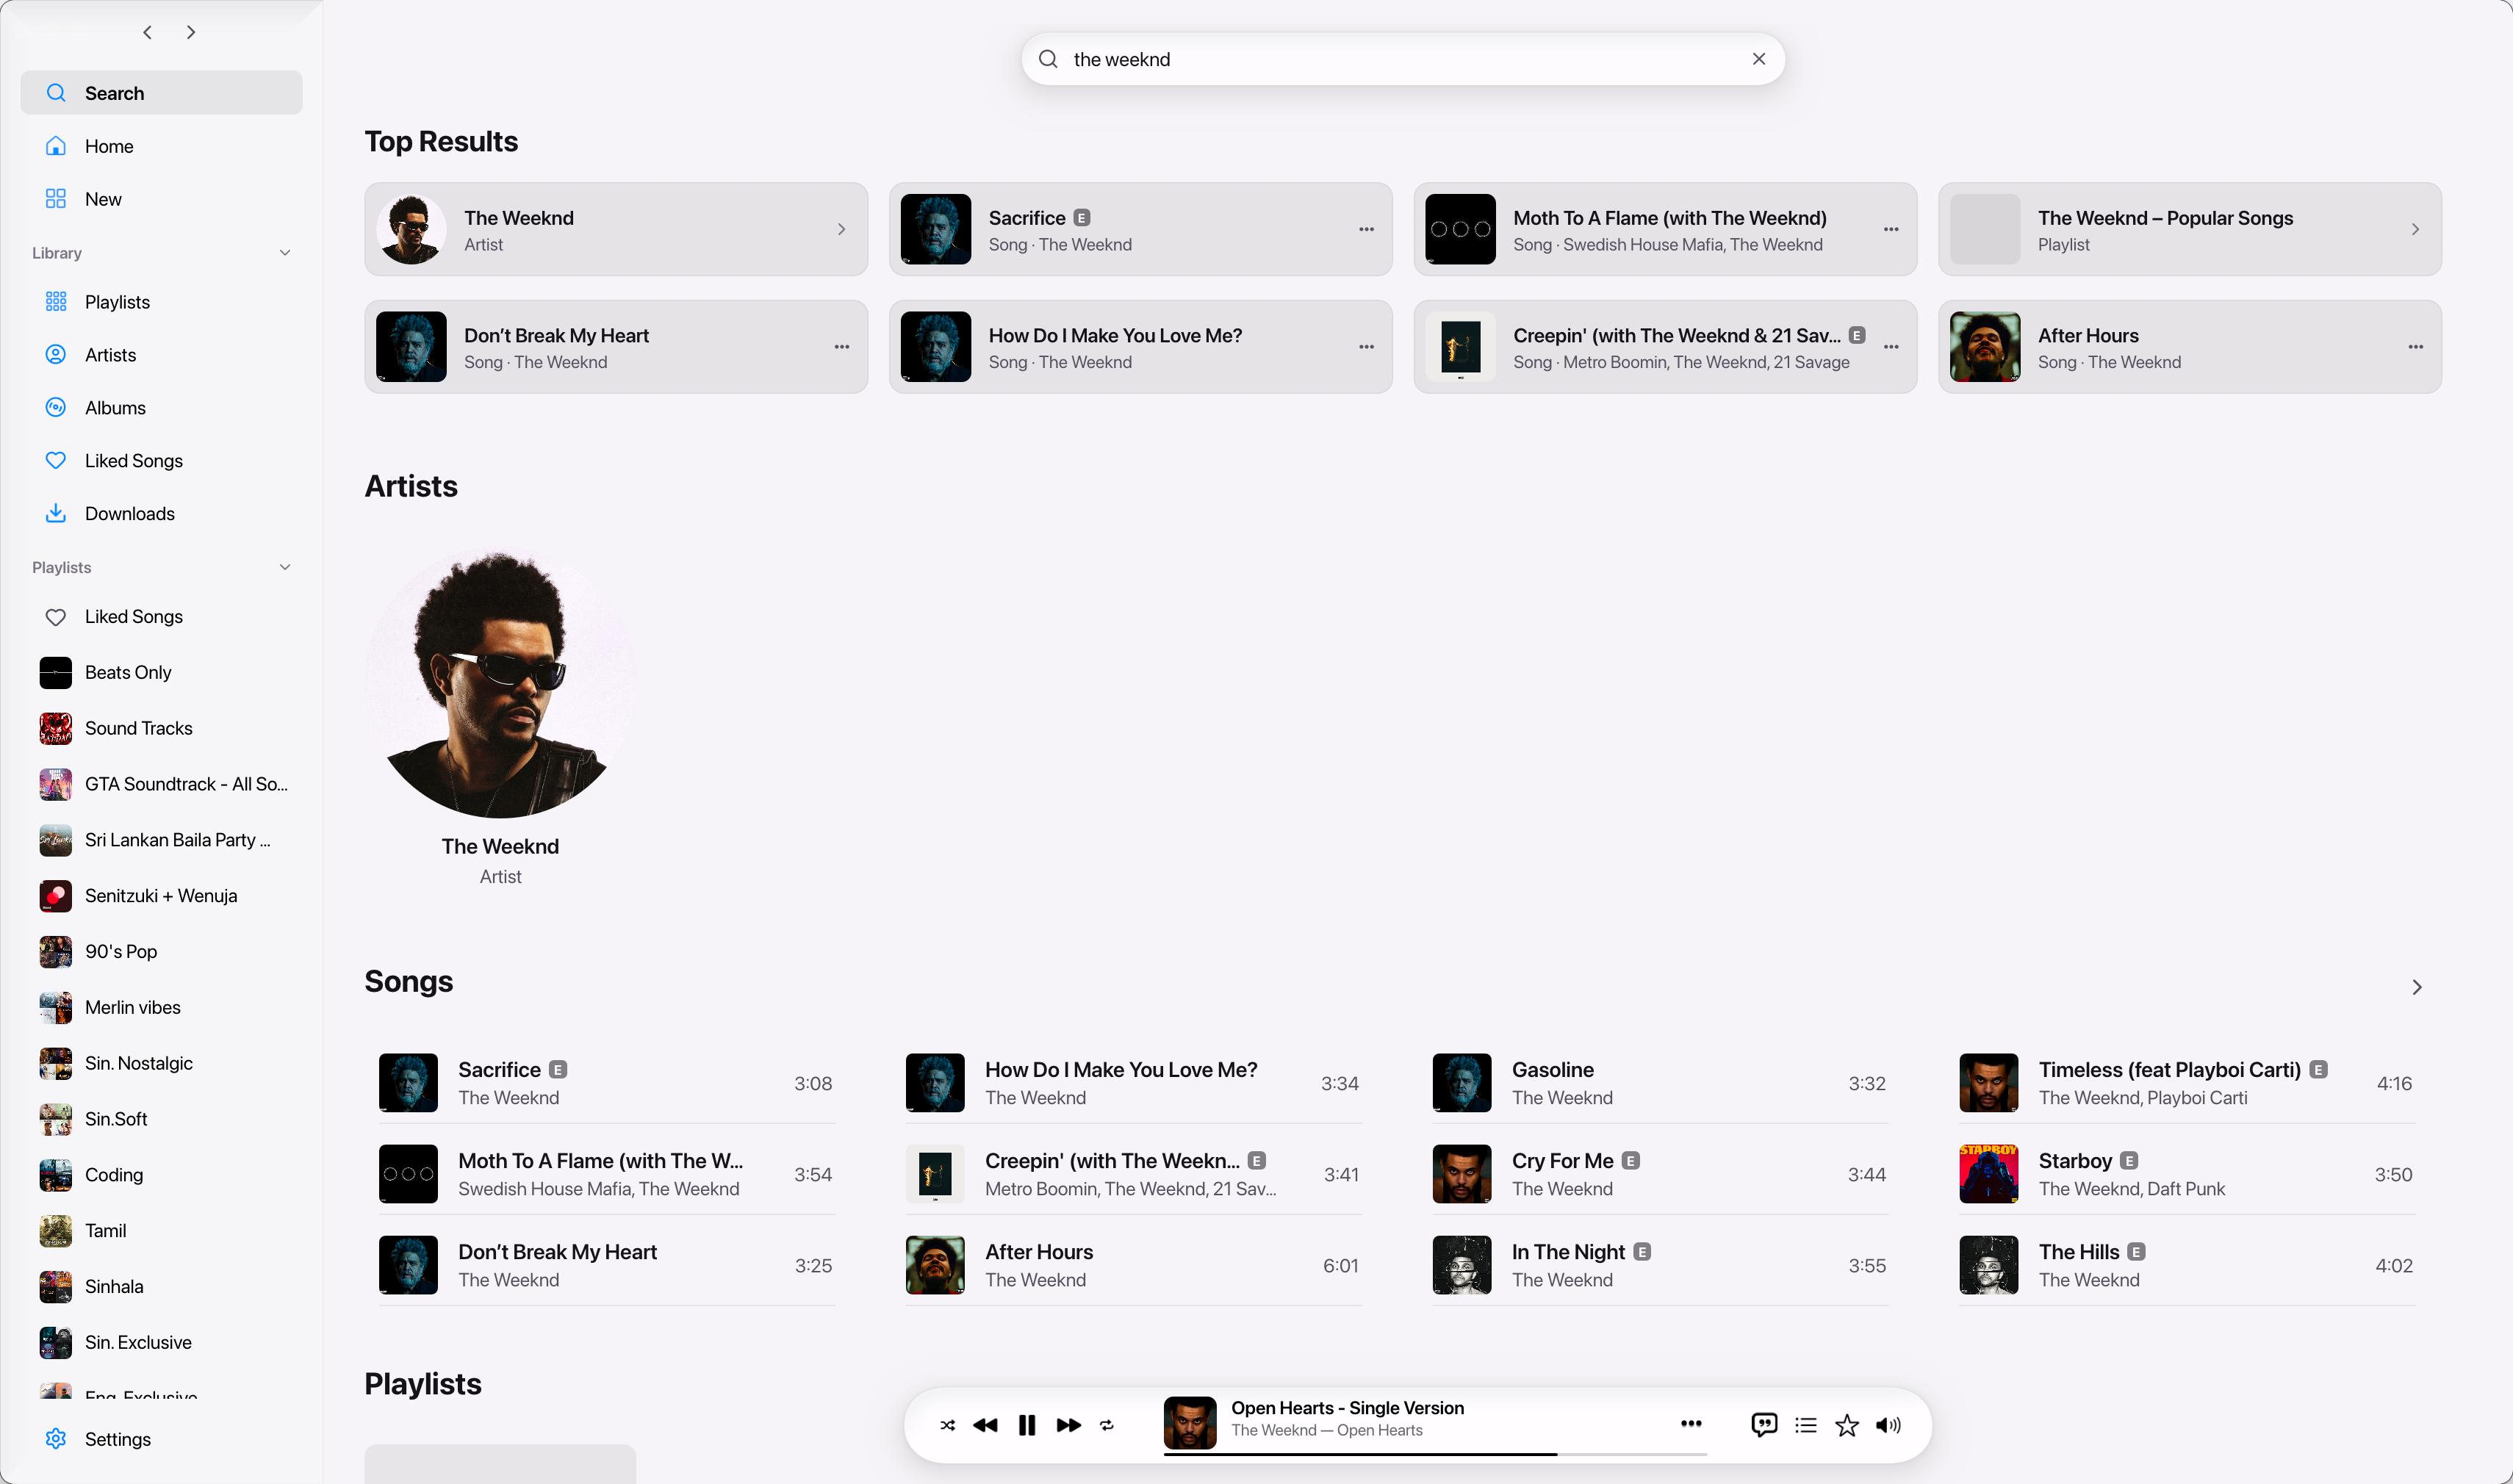 the weeknd
Search
Home
New
Library
Playlists
Artists
Albums
Liked Songs
Downloads
Playlists
Liked Songs
Beats Only
Sound Tracks
GTA Soundtrack - All So...
Sri Lankan Baila Party ...
Senitzuki + Wenuja
90's Pop
Merlin vibes
Sin. Nostalgic
Sin.Soft
Coding
Tamil
Sinhala
Sin. Exclusive
Eng. Exclusive
Settings
Top Results
The Weeknd
Artist
Sacrifice E
Song · The Weeknd
Moth To A Flame (with The Weeknd)
Song · Swedish House Mafia, The Weeknd
The Weeknd – Popular Songs
Playlist
Don’t Break My Heart
Song · The Weeknd
How Do I Make You Love Me?
Song · The Weeknd
Creepin' (with The Weeknd & 21 Sav... E
Song · Metro Boomin, The Weeknd, 21 Savage
After Hours
Song · The Weeknd
Artists
The Weeknd
Artist
Songs
Sacrifice E
The Weeknd
3:08
How Do I Make You Love Me?
The Weeknd
3:34
Gasoline
The Weeknd
3:32
Timeless (feat Playboi Carti) E
The Weeknd, Playboi Carti
4:16
Moth To A Flame (with The W...
Swedish House Mafia, The Weeknd
3:54
Creepin' (with The Weekn... E
Metro Boomin, The Weeknd, 21 Sav...
3:41
Cry For Me E
The Weeknd
3:44
STARBOY
Starboy E
The Weeknd, Daft Punk
3:50
Don’t Break My Heart
The Weeknd
3:25
After Hours
The Weeknd
6:01
In The Night E
The Weeknd
3:55
The Hills E
The Weeknd
4:02
Playlists
Open Hearts - Single Version
The Weeknd — Open Hearts